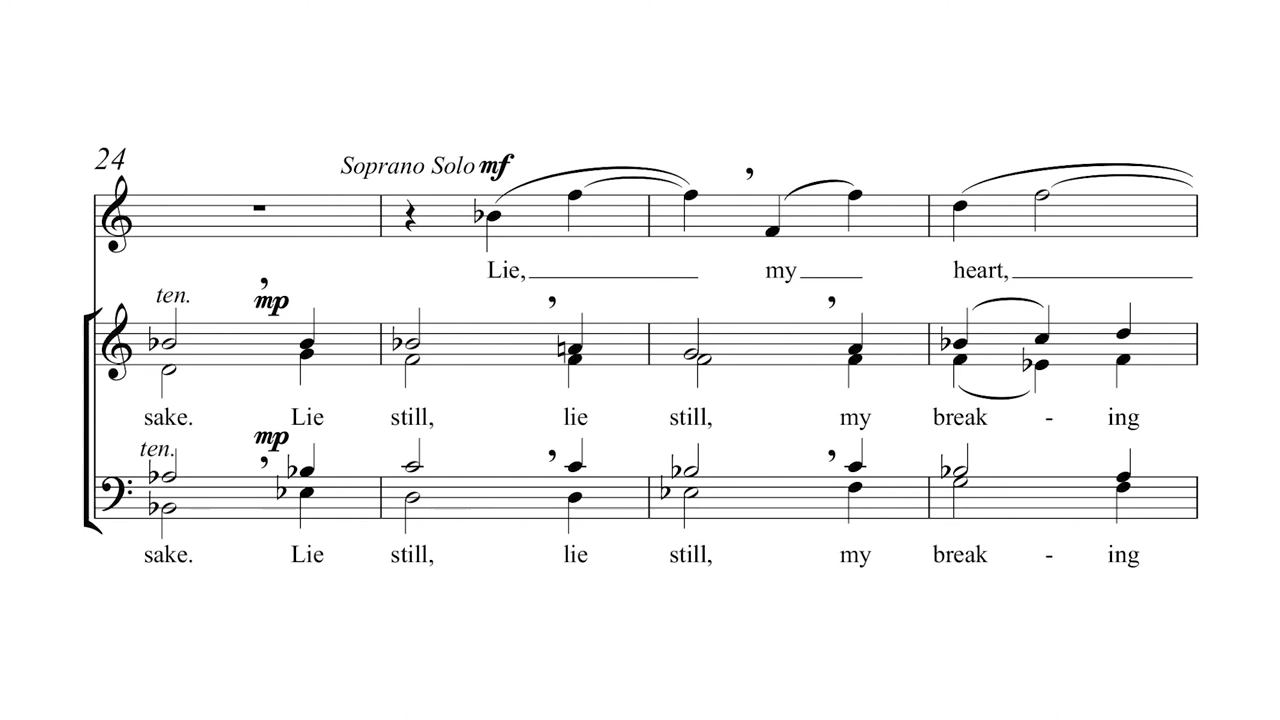 24
Soprano Solo mf
Lie, my heart,
ten. mp
sake. Lie still, lie still, my break - ing
ten. mp
sake. Lie still, lie still, my break - ing